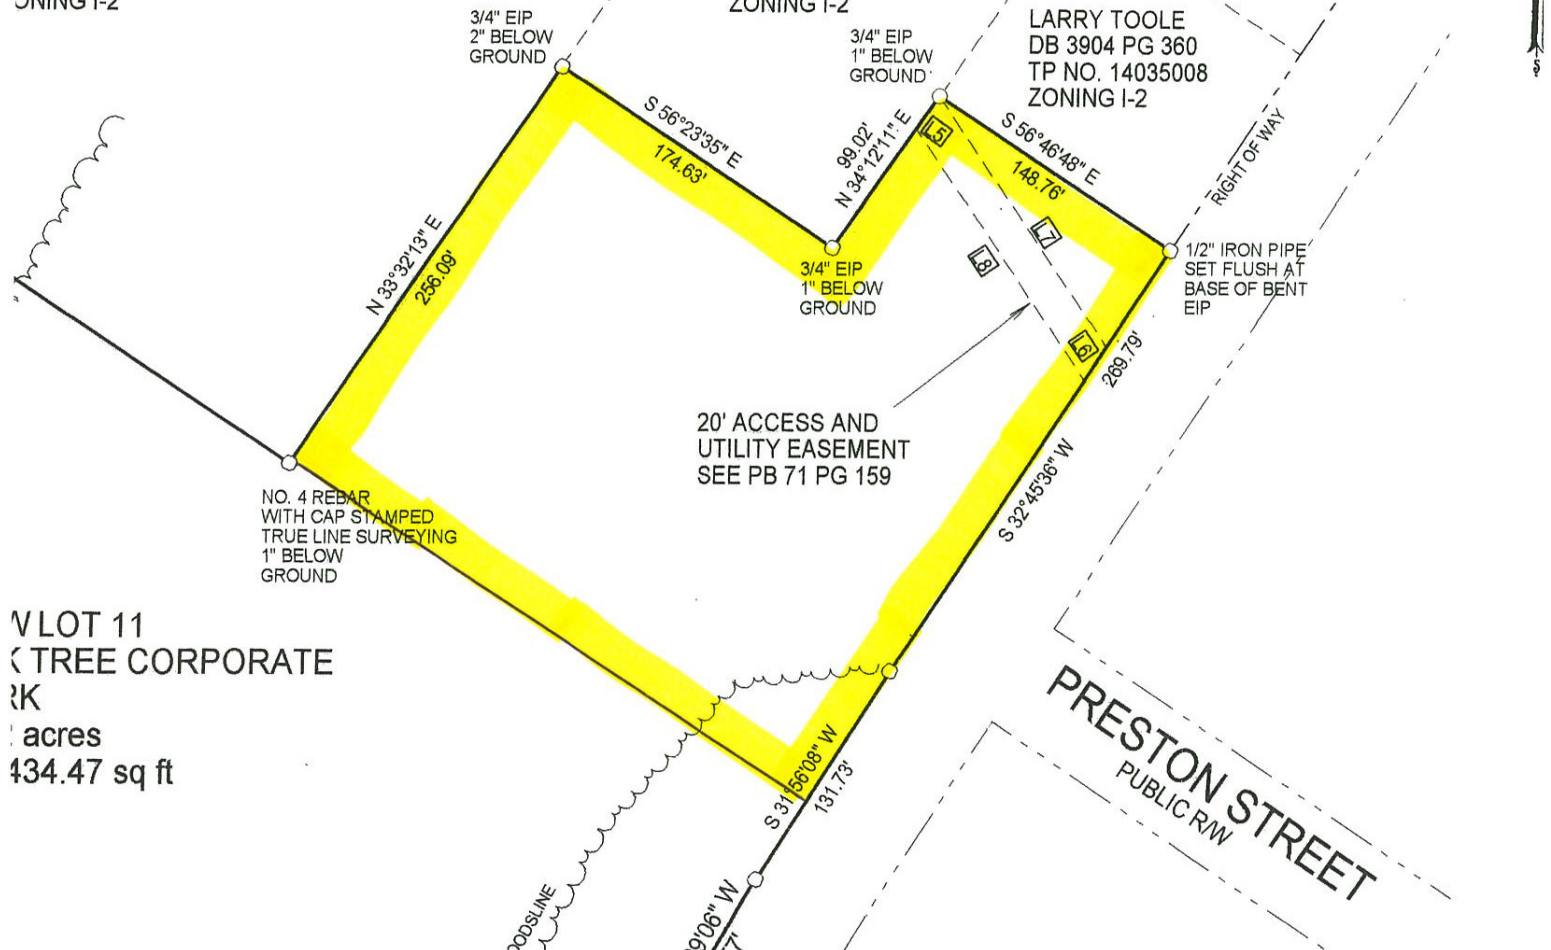 ZONING I-2
3/4" EIP
2" BELOW
GROUND
3/4" EIP
1" BELOW
GROUND
LARRY TOOLE
DB 3904 PG 360
TP NO. 14035008
ZONING I-2
S
S 56°23'35" E
174.63'
99.02'
N 34°12'11" E
L5
S 56°46'48" E
148.76'
RIGHT OF WAY
L7
L8
1/2" IRON PIPE
SET FLUSH AT
BASE OF BENT
EIP
3/4" EIP
1" BELOW
GROUND
N 33°32'13" E
256.09'
L6
269.79'
20' ACCESS AND
UTILITY EASEMENT
SEE PB 71 PG 159
S 32°45'36" W
NO. 4 REBAR
WITH CAP STAMPED
TRUE LINE SURVEYING
1" BELOW
GROUND
LOT 11
TREE CORPORATE
acres
434.47 sq ft
S 31°56'08" W
131.73'
PRESTON STREET
PUBLIC R/W